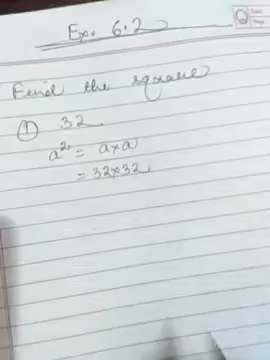 Ex. 6.2
Find the square
① 32
a² = a×a
= 32×32